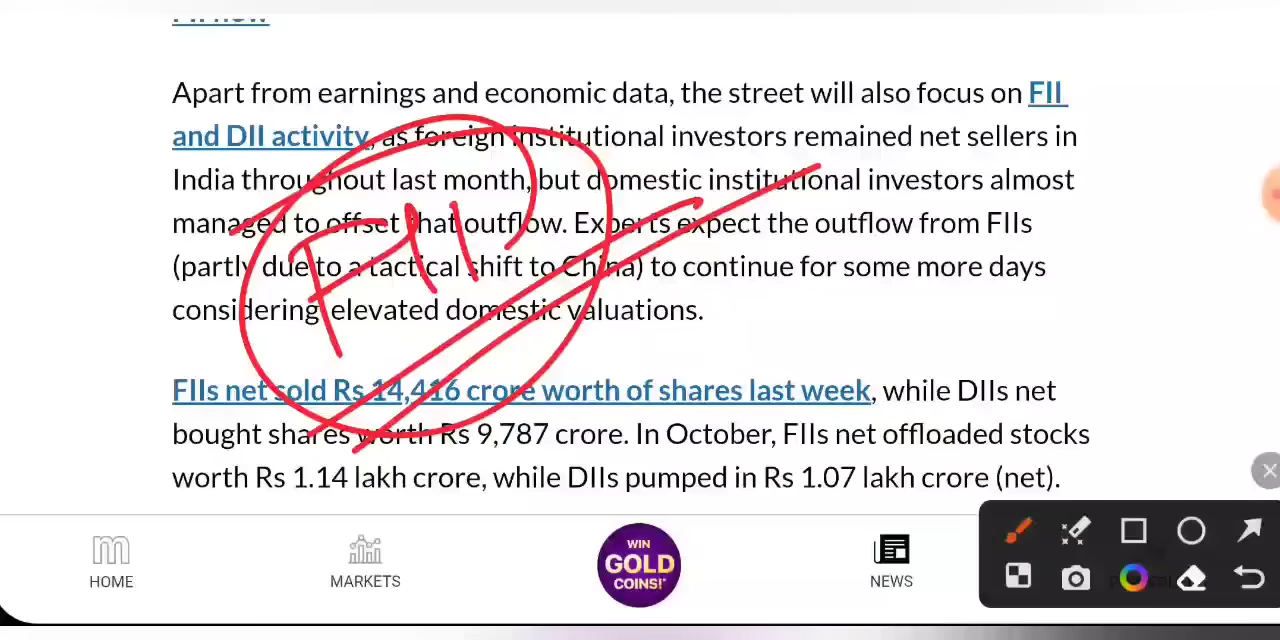 Apart from earnings and economic data, the street will also focus on FII
and DII activity, as foreign institutional investors remained net sellers in
India throughout last month, but domestic institutional investors almost
managed to offset that outflow. Experts expect the outflow from FIIs
(partly due to a tactical shift to China) to continue for some more days
considering elevated domestic valuations.
FII
FIIs net sold Rs 14,416 crore worth of shares last week, while DIIs net
bought shares worth Rs 9,787 crore. In October, FIIs net offloaded stocks
worth Rs 1.14 lakh crore, while DIIs pumped in Rs 1.07 lakh crore (net).
m
WIN
GOLD
COINS!*
HOME
MARKETS
NEWS